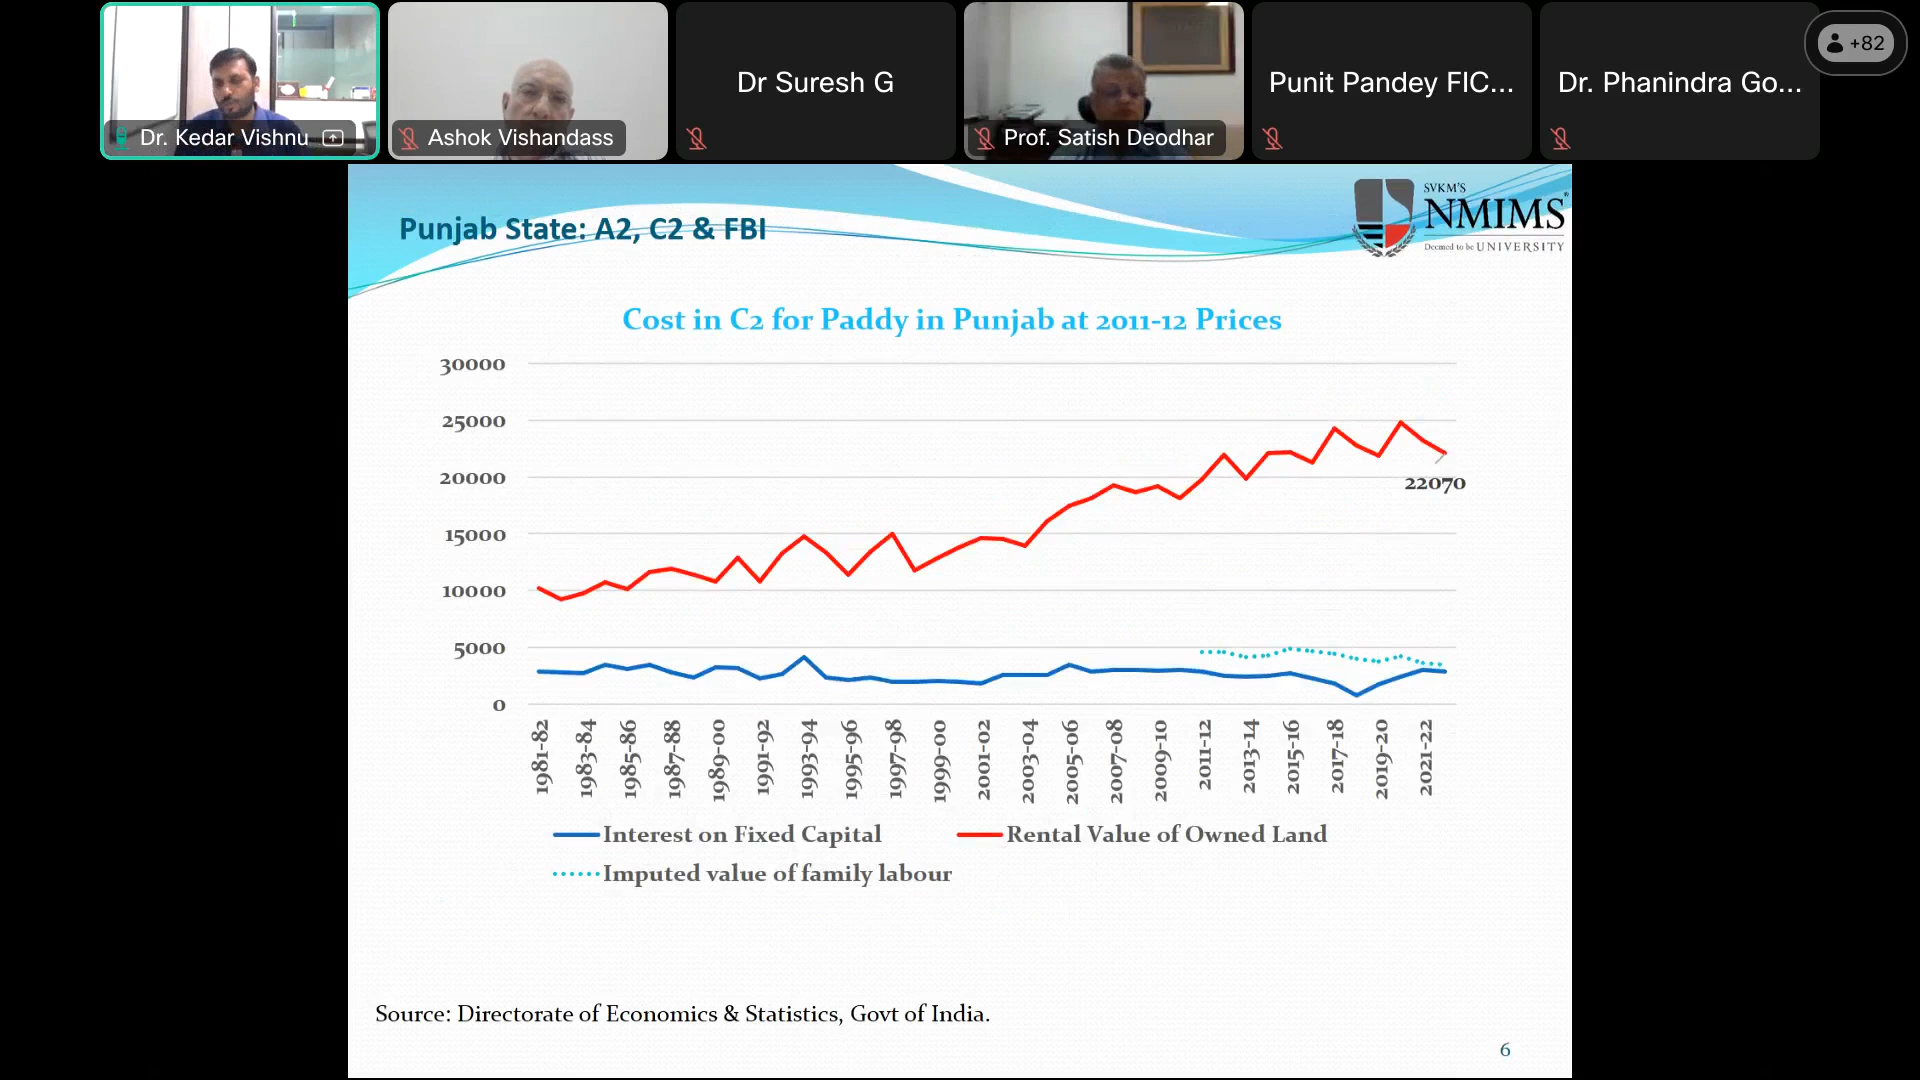 Dr. Kedar Vishnu
Ashok Vishandass
Dr Suresh G
Prof. Satish Deodhar
Punit Pandey FIC...
Dr. Phanindra Go...
+82
Punjab State: A2, C2 & FBI
SVKM'S
NMIMS
Deemed to be UNIVERSITY
Cost in C2 for Paddy in Punjab at 2011-12 Prices
30000
25000
20000
15000
10000
5000
0
22070
1981-82
1983-84
1985-86
1987-88
1989-00
1991-92
1993-94
1995-96
1997-98
1999-00
2001-02
2003-04
2005-06
2007-08
2009-10
2011-12
2013-14
2015-16
2017-18
2019-20
2021-22
Interest on Fixed Capital
Rental Value of Owned Land
Imputed value of family labour
Source: Directorate of Economics & Statistics, Govt of India.
6